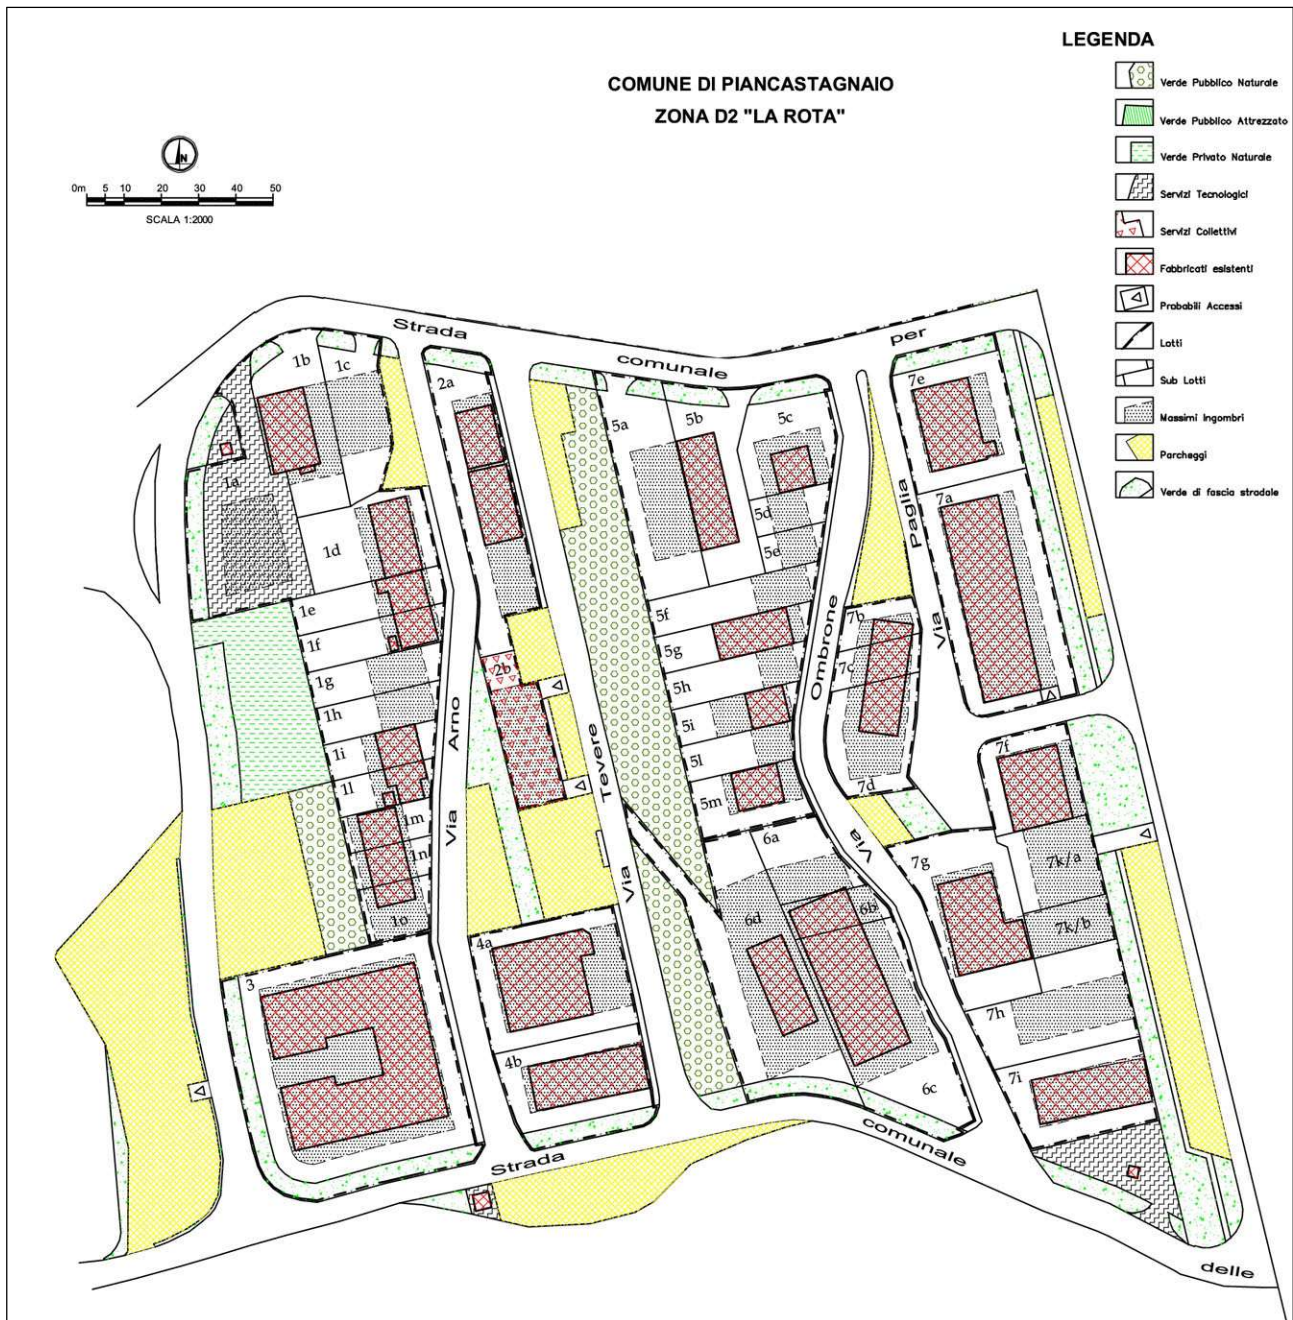 LEGENDA
COMUNE DI PIANCASTAGNAIO
ZONA D2 "LA ROTA"
Verde Pubblico Naturale
Verde Pubblico Attrezzato
Verde Privato Naturale
Servizi Tecnologici
Servizi Collettivi
Fabbricati esistenti
Probabili Accessi
Lotti
Sub Lotti
Massimi Ingombri
Parcheggi
Verde di fascia stradale
N
0m 5 10 20 30 40 50
SCALA 1:2000
Strada comunale per
1b
1c
2a
1a
1d
1e
1f
1g
1h
1i
1l
1m
1n
1o
2b
3
4a
4b
5a
5b
5c
5d
5e
5f
5g
5h
5i
5l
5m
6a
6b
6c
6d
7e
7a
7b
7c
7d
7f
7g
7k/a
7k/b
7h
7i
Via Arno
Via Tevere
Via Ombrone
Via Paglia
Strada comunale delle